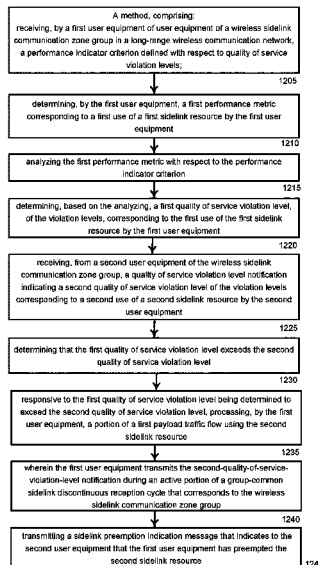 A method, comprising:
receiving, by a first user equipment of user equipment of a wireless sidelink
communication zone group in a long-range wireless communication network,
a performance indicator criterion defined with respect to quality of service
violation levels;
1205
determining, by the first user equipment, a first performance metric
corresponding to a first use of a first sidelink resource by the first user
equipment
1210
analyzing the first performance metric with respect to the performance
indicator criterion
1215
determining, based on the analyzing, a first quality of service violation level,
of the violation levels, corresponding to the first use of the first sidelink
resource by the first user equipment
1220
receiving, from a second user equipment of the wireless sidelink
communication zone group, a quality of service violation level notification
indicating a second quality of service violation level of the violation levels
corresponding to a second use of a second sidelink resource by the second
user equipment
1225
determining that the first quality of service violation level exceeds the second
quality of service violation level
1230
responsive to the first quality of service violation level being determined to
exceed the second quality of service violation level, processing, by the first
user equipment, a portion of a first payload traffic flow using the second
sidelink resource
1235
wherein the first user equipment transmits the second-quality-of-service-
violation-level notification during an active portion of a group-common
sidelink discontinuous reception cycle that corresponds to the wireless
sidelink communication zone group
1240
transmitting a sidelink preemption indication message that indicates to the
second user equipment that the first user equipment has preempted the
second sidelink resource